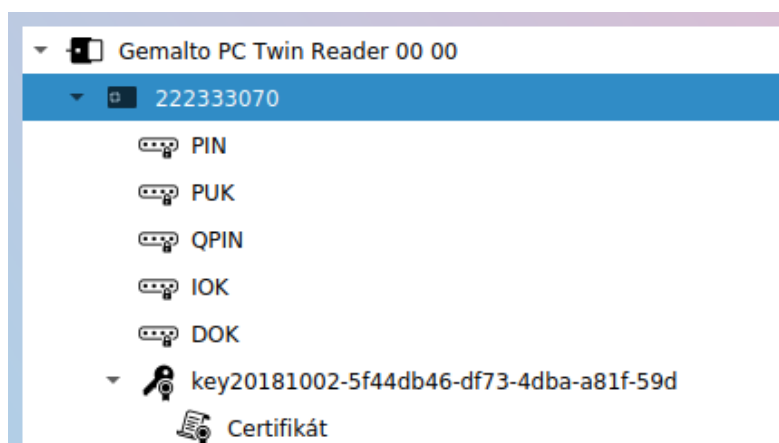 Gemalto PC Twin Reader 00 00
222333070
PIN
PUK
QPIN
IOK
DOK
key20181002-5f44db46-df73-4dba-a81f-59d
Certifikát